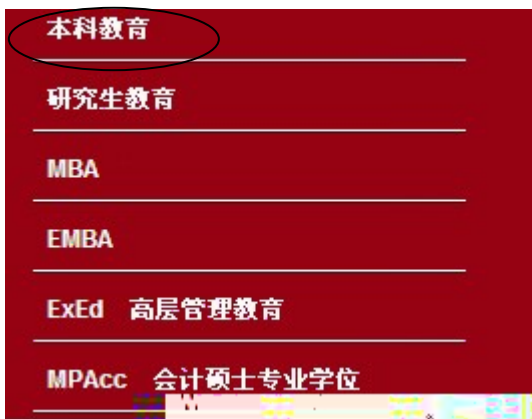 本科教育
研究生教育
MBA
EMBA
ExEd 高层管理教育
MPAcc 会计硕士专业学位